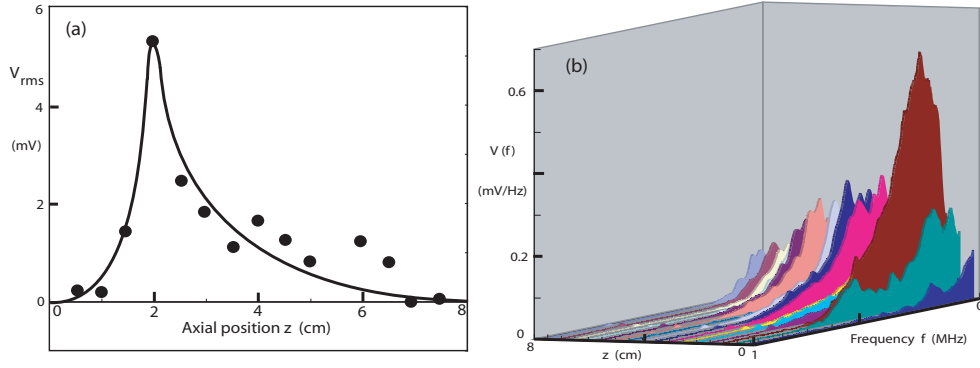 (a)
6
V rms
4
(mV)
2
0
0
2
4
6
8
Axial position z (cm)
(b)
0.6
V (f)
(mV/Hz)
0.2
0
8
z (cm)
0
1
Frequency f (MHz)